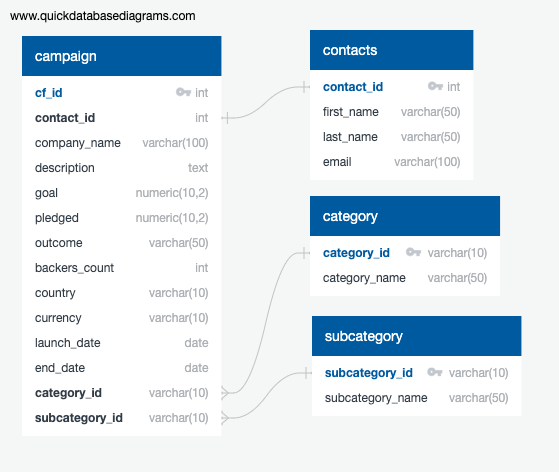 www.quickdatabasediagrams.com
campaign
cf_id int
contact_id int
company_name varchar(100)
description text
goal numeric(10,2)
pledged numeric(10,2)
outcome varchar(50)
backers_count int
country varchar(10)
currency varchar(10)
launch_date date
end_date date
category_id varchar(10)
subcategory_id varchar(10)
contacts
contact_id int
first_name varchar(50)
last_name varchar(50)
email varchar(100)
category
category_id varchar(10)
category_name varchar(50)
subcategory
subcategory_id varchar(10)
subcategory_name varchar(50)